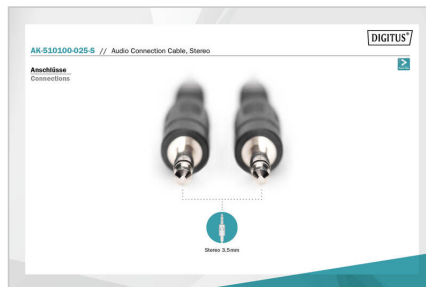 DIGITUS®
AK-510100-025-S // Audio Connection Cable, Stereo
Anschlüsse
Connections
Stereo 3.5mm